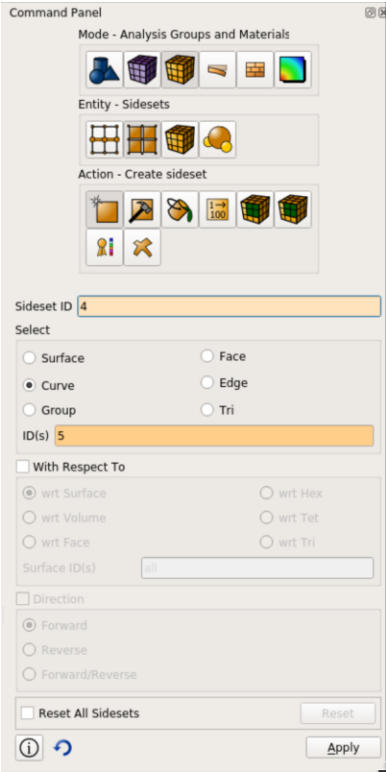 Command Panel
Mode - Analysis Groups and Materials
Entity - Sidesets
Action - Create sideset
1→
100
Sideset ID 4
Select
Surface Face
Curve Edge
Group Tri
ID(s) 5
With Respect To
wrt Surface wrt Hex
wrt Volume wrt Tet
wrt Face wrt Tri
Surface ID(s) all
Direction
Forward
Reverse
Forward/Reverse
Reset All Sidesets Reset
Apply